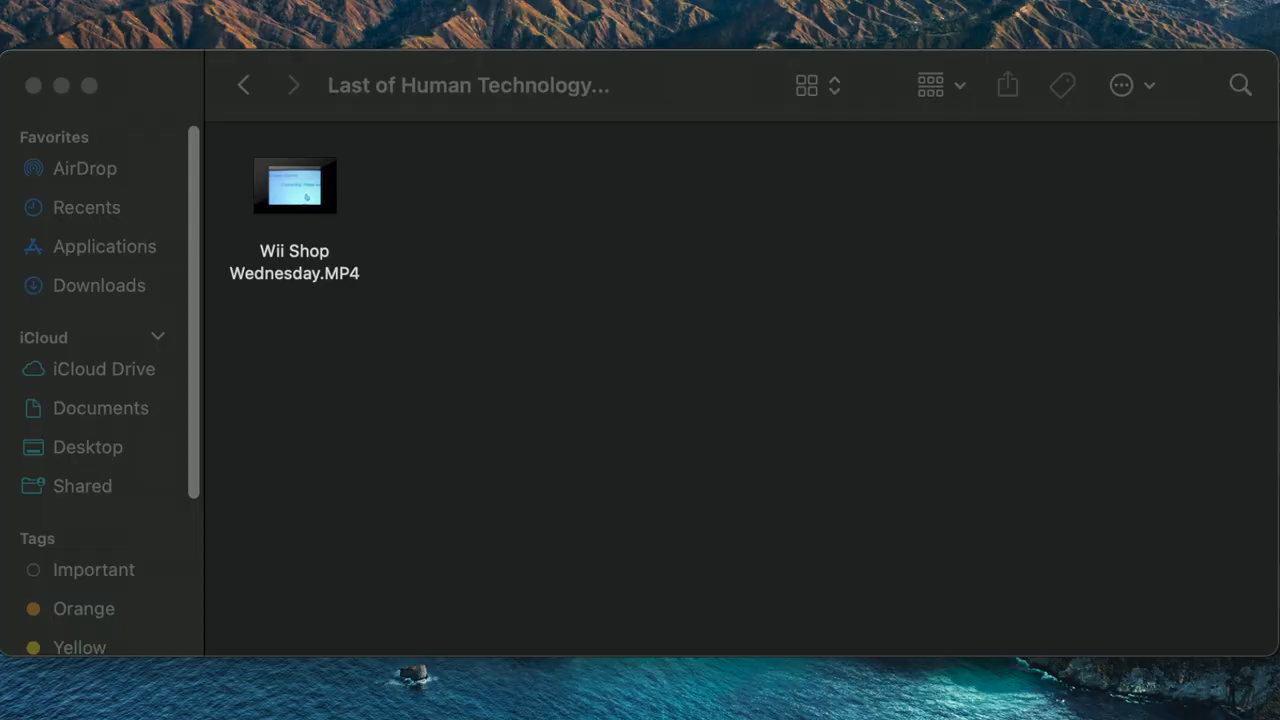 Last of Human Technology...
Favorites
AirDrop
Recents
Applications
Downloads
iCloud
iCloud Drive
Documents
Desktop
Shared
Tags
Important
Orange
Yellow
Wii Shop
Wednesday.MP4